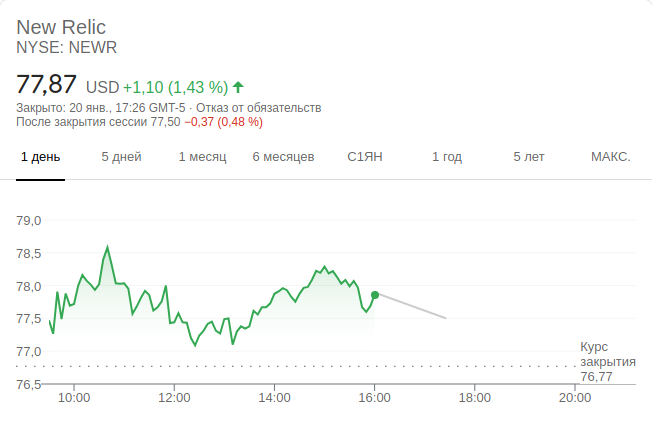 New Relic
NYSE: NEWR
77,87 USD +1,10 (1,43 %)
Закрыто: 20 янв., 17:26 GMT-5 · Отказ от обязательств
После закрытия сессии 77,50 −0,37 (0,48 %)
1 день 5 дней 1 месяц 6 месяцев С1ЯН 1 год 5 лет МАКС.
79,0
78,5
78,0
77,5
77,0
76,5
Курс
закрытия
76,77
10:00 12:00 14:00 16:00 18:00 20:00